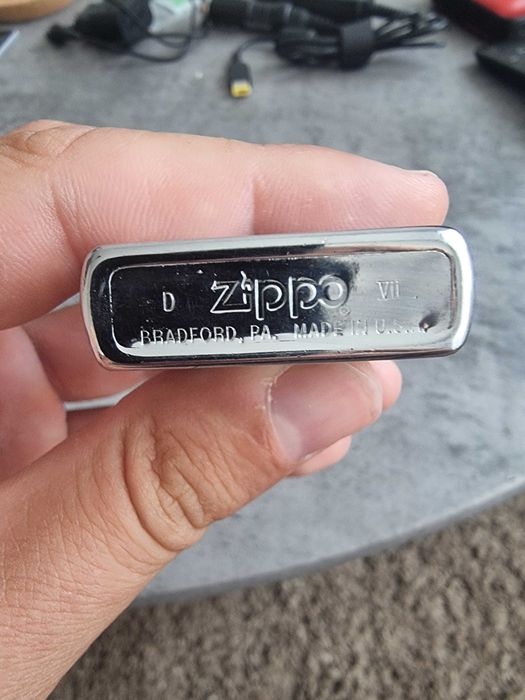 D Zippo VII
BRADFORD, PA. MADE IN U.S.A.